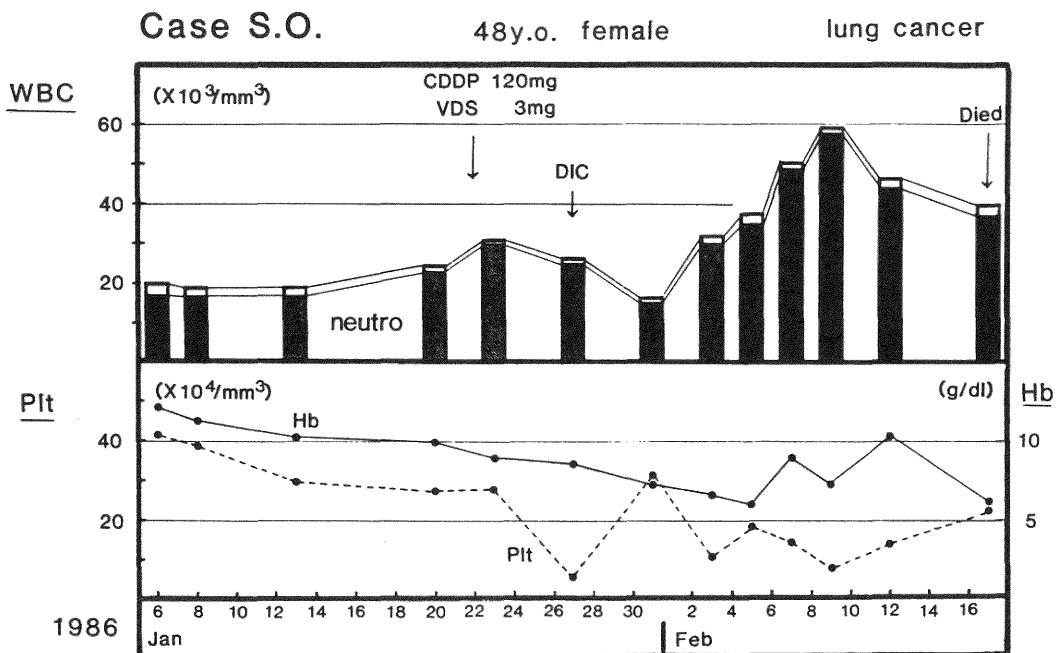 Case S.O. 48y.o. female lung cancer
WBC (X10³/mm³) CDDP 120mg
VDS 3mg
Died
60
DIC
40
20
neutro
Plt (X10⁴/mm³) (g/dl) Hb
Hb
40 10
20 5
Plt
6 8 10 12 14 16 18 20 22 24 26 28 30 2 4 6 8 10 12 14 16
1986 Jan Feb